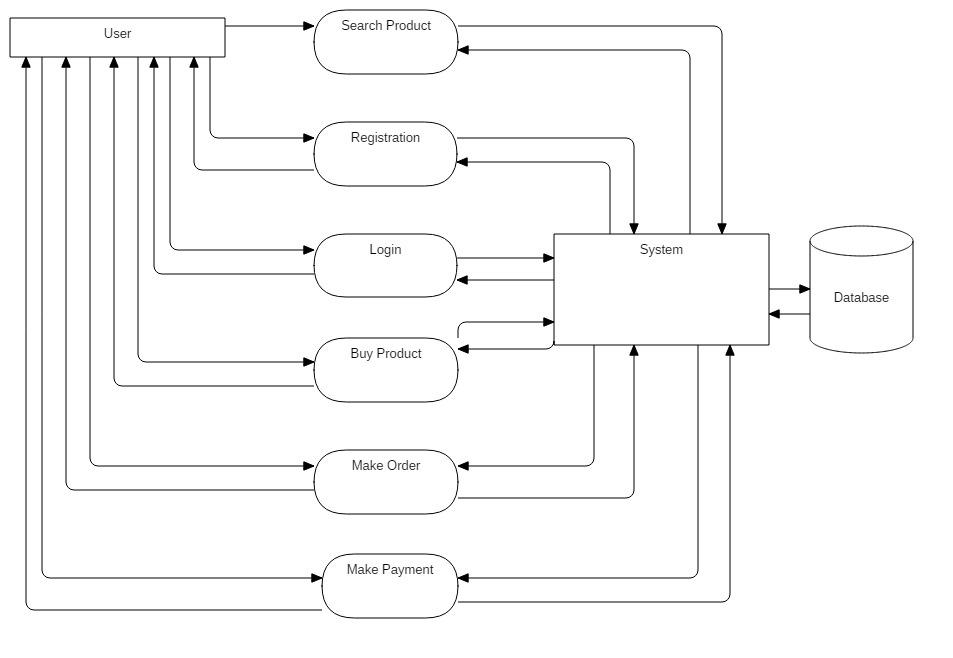 User
Search Product
Registration
Login
System
Database
Buy Product
Make Order
Make Payment